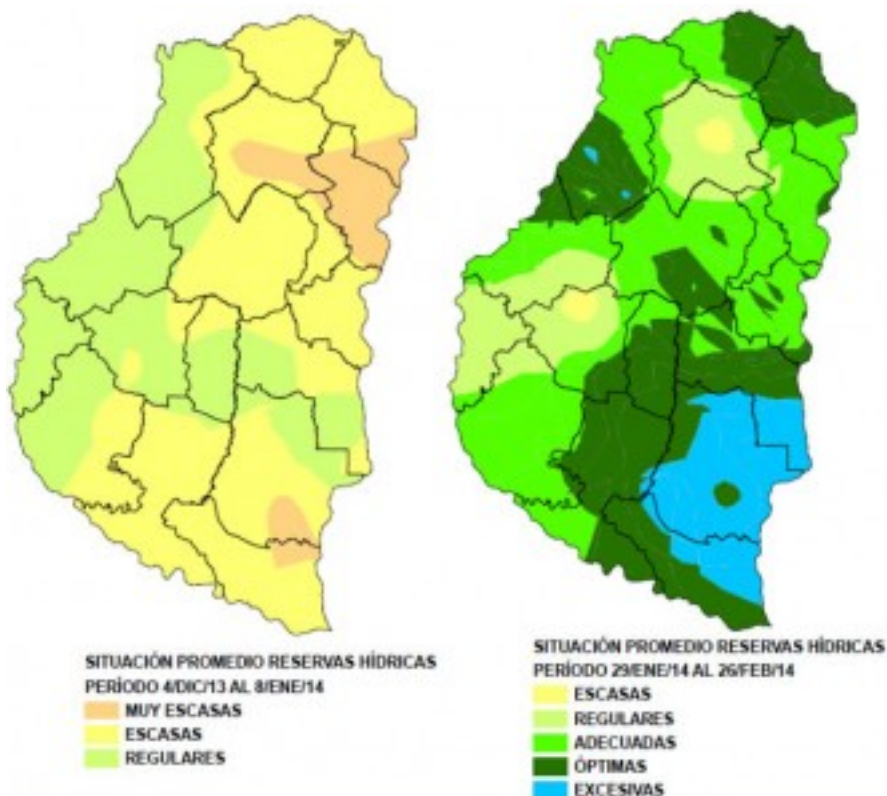 SITUACIÓN PROMEDIO RESERVAS HÍDRICAS
PERÍODO 4/DIC/13 AL 8/ENE/14
MUY ESCASAS
ESCASAS
REGULARES
SITUACIÓN PROMEDIO RESERVAS HÍDRICAS
PERÍODO 29/ENE/14 AL 26/FEB/14
ESCASAS
REGULARES
ADECUADAS
ÓPTIMAS
EXCESIVAS